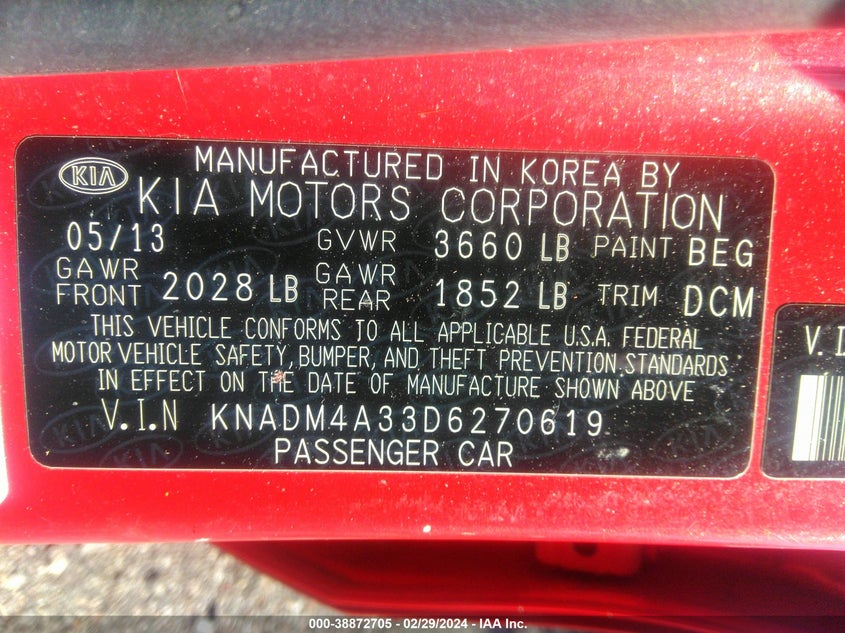 MANUFACTURED IN KOREA BY
KIA KIA MOTORS CORPORATION
05/13 GVWR 3660 LB PAINT BEG
GAWR FRONT 2028 LB GAWR REAR 1852 LB TRIM DCM
THIS VEHICLE CONFORMS TO ALL APPLICABLE U.S.A. FEDERAL
MOTOR VEHICLE SAFETY, BUMPER, AND THEFT PREVENTION STANDARDS
IN EFFECT ON THE DATE OF MANUFACTURE SHOWN ABOVE
V.I.N KNADM4A33D6270619
PASSENGER CAR
V.I
000-38872705 - 02/29/2024 - IAA Inc.